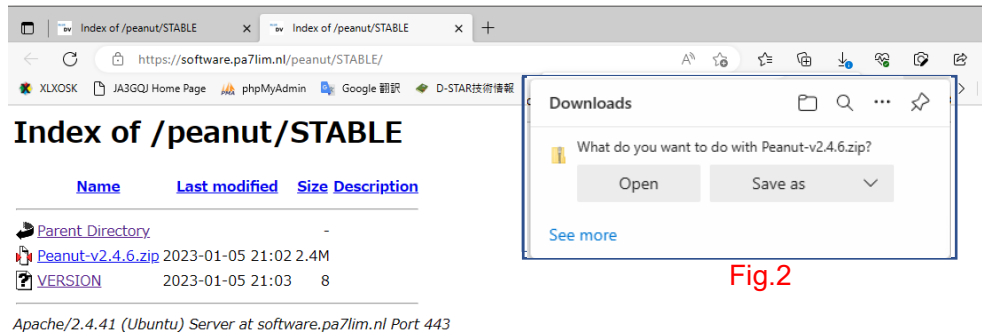 Index of /peanut/STABLE
Index of /peanut/STABLE
https://software.pa7lim.nl/peanut/STABLE/
XLXOSK JA3GQJ Home Page phpMyAdmin Google 翻訳 D-STAR技術情報
Index of /peanut/STABLE
Name Last modified Size Description
Parent Directory -
Peanut-v2.4.6.zip 2023-01-05 21:02 2.4M
VERSION 2023-01-05 21:03 8
Apache/2.4.41 (Ubuntu) Server at software.pa7lim.nl Port 443
Downloads
What do you want to do with Peanut-v2.4.6.zip?
Open Save as
See more
Fig.2